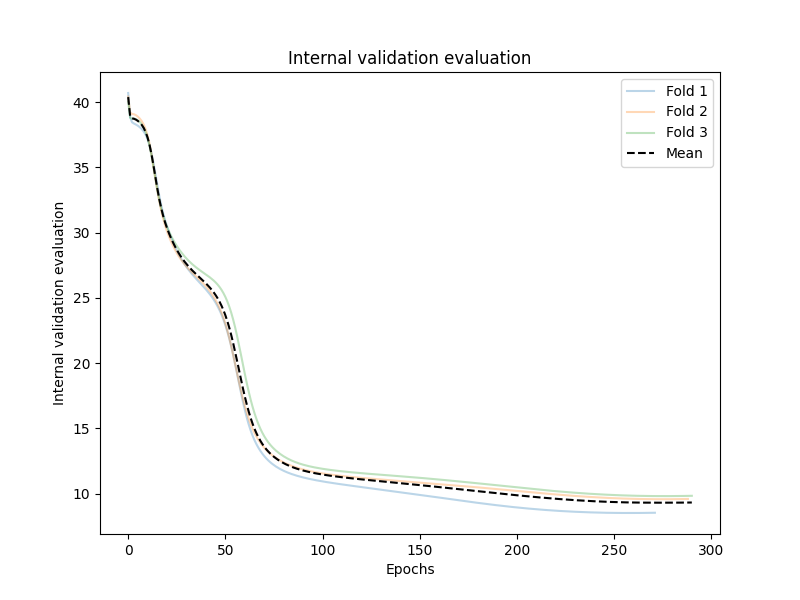 Internal validation evaluation
Fold 1
Fold 2
Fold 3
Mean
Internal validation evaluation
40
35
30
25
20
15
10
0
50
100
150
200
250
300
Epochs